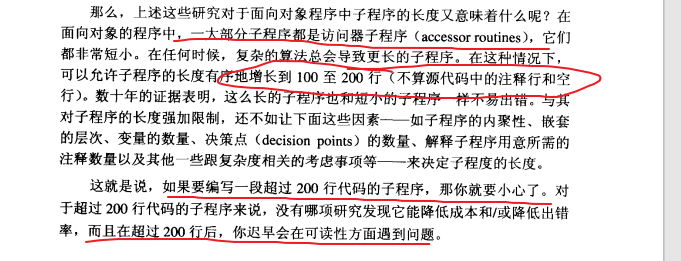 那么，上述这些研究对于面向对象程序中子程序的长度又意味着什么呢？在
面向对象的程序中，一大部分子程序都是访问器子程序（accessor routines），它们
都非常短小。在任何时候，复杂的算法总会导致更长的子程序。在这种情况下，
可以允许子程序的长度有序地增长到 100 至 200 行（不算源代码中的注释行和空
行）。数十年的证据表明，这么长的子程序也和短小的子程序一样不易出错。与其
对子程序的长度强加限制，还不如让下面这些因素——如子程序的内聚性、嵌套
的层次、变量的数量、决策点（decision points）的数量、解释子程序用意所需的
注释数量以及其他一些跟复杂度相关的考虑事项等——来决定子程度的长度。
这就是说，如果要编写一段超过 200 行代码的子程序，那你就要小心了。对
于超过 200 行代码的子程序来说，没有哪项研究发现它能降低成本和/或降低出错
率，而且在超过 200 行后，你迟早会在可读性方面遇到问题。